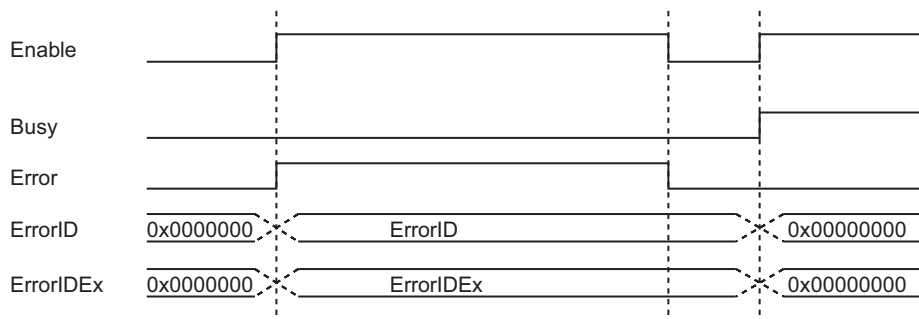 Enable
Busy
Error
ErrorID 0x0000000 ErrorID 0x00000000
ErrorIDEx 0x0000000 ErrorIDEx 0x00000000